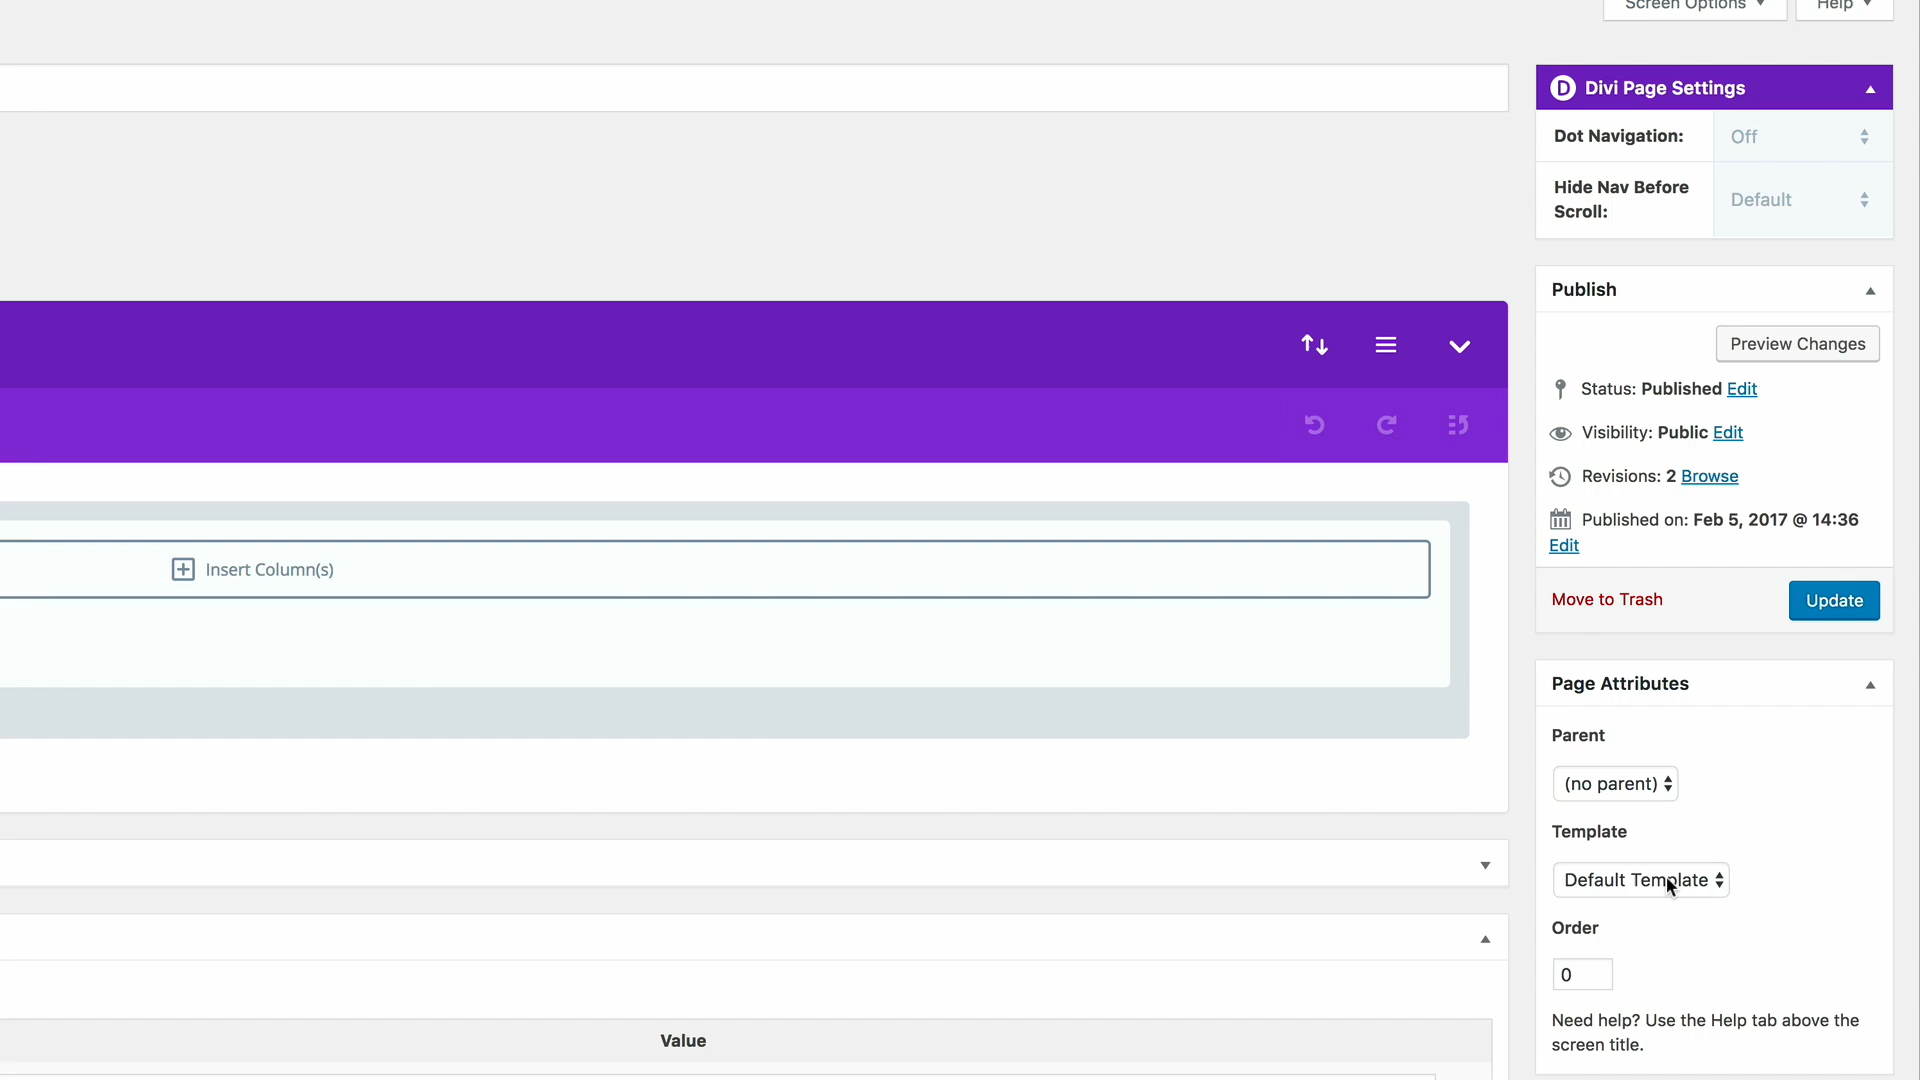 Screen Options
Help
D Divi Page Settings
Dot Navigation:
Off
Hide Nav Before
Scroll:
Default
Publish
Preview Changes
Status: Published Edit
Visibility: Public Edit
Revisions: 2 Browse
Published on: Feb 5, 2017 @ 14:36
Edit
Move to Trash
Update
Insert Column(s)
Page Attributes
Parent
(no parent)
Template
Default Template
Order
0
Need help? Use the Help tab above the
screen title.
Value